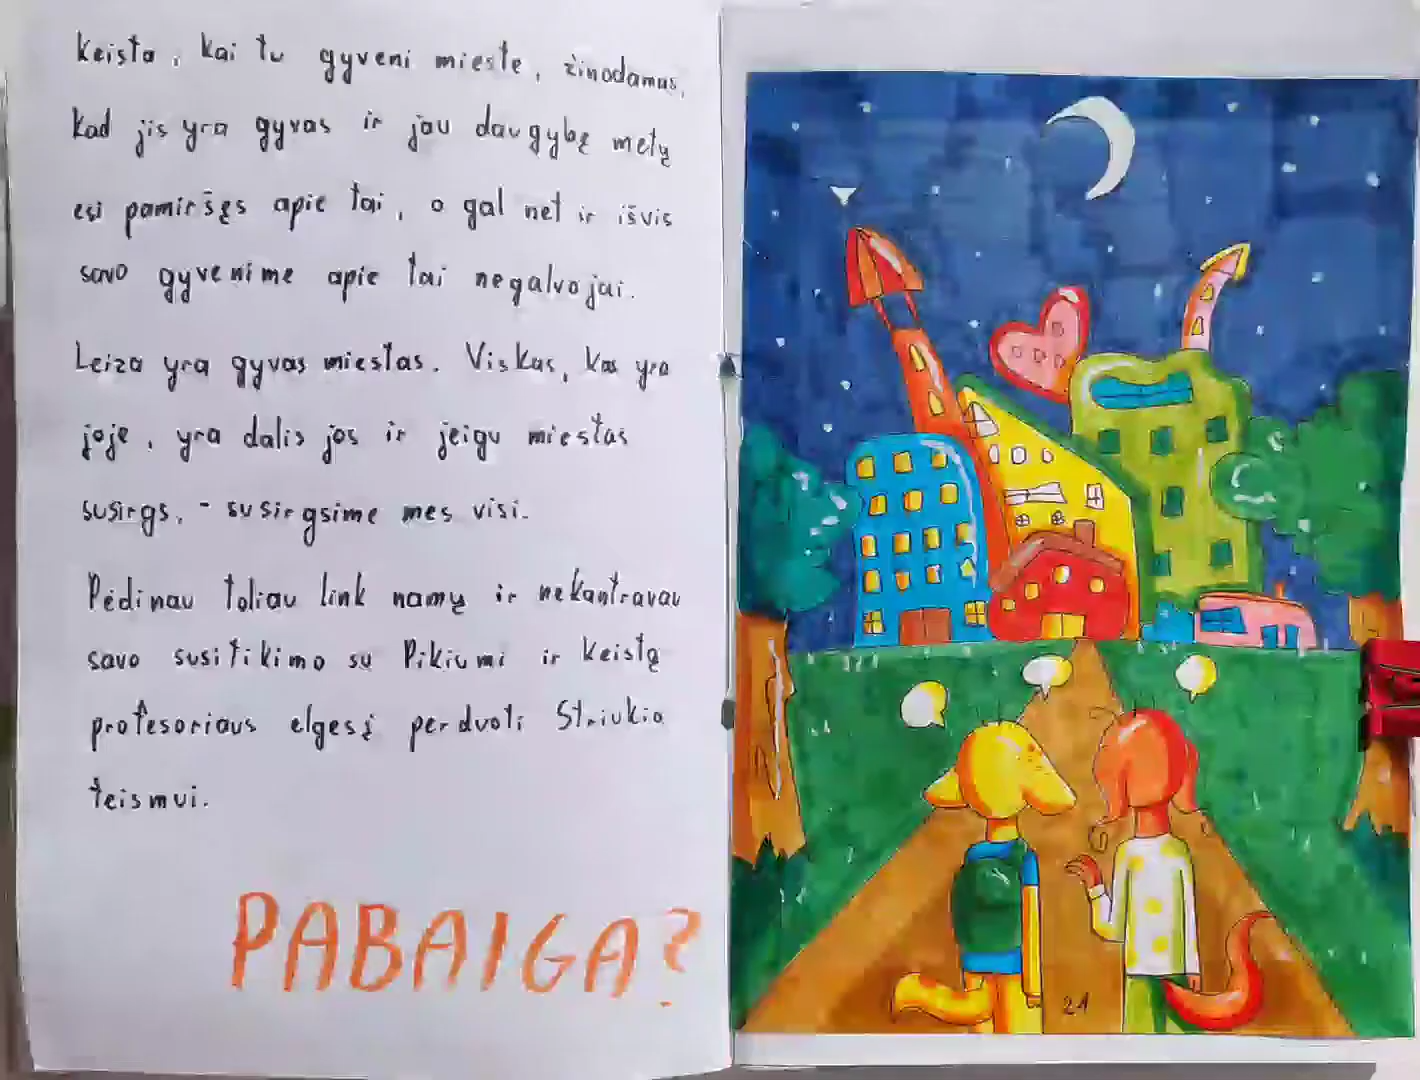 Keista, kai tu gyveni mieste, žinodamas,
kad jis yra gyvas ir jau daugybę metų
esi pamiršęs apie tai, o gal net ir išvis
savo gyvenime apie tai negalvojai.
Leiza yra gyvas miestas. Viskas, kas yra
joje, yra dalis jos ir jeigu miestas
susirgs, - susirgsime mes visi.
Pėdinau toliau link namų ir nekantravau
savo susitikimo su Pikiumi ir keistą
profesoriaus elgesį perduoti Striukio
teismui.
PABAIGA?
21